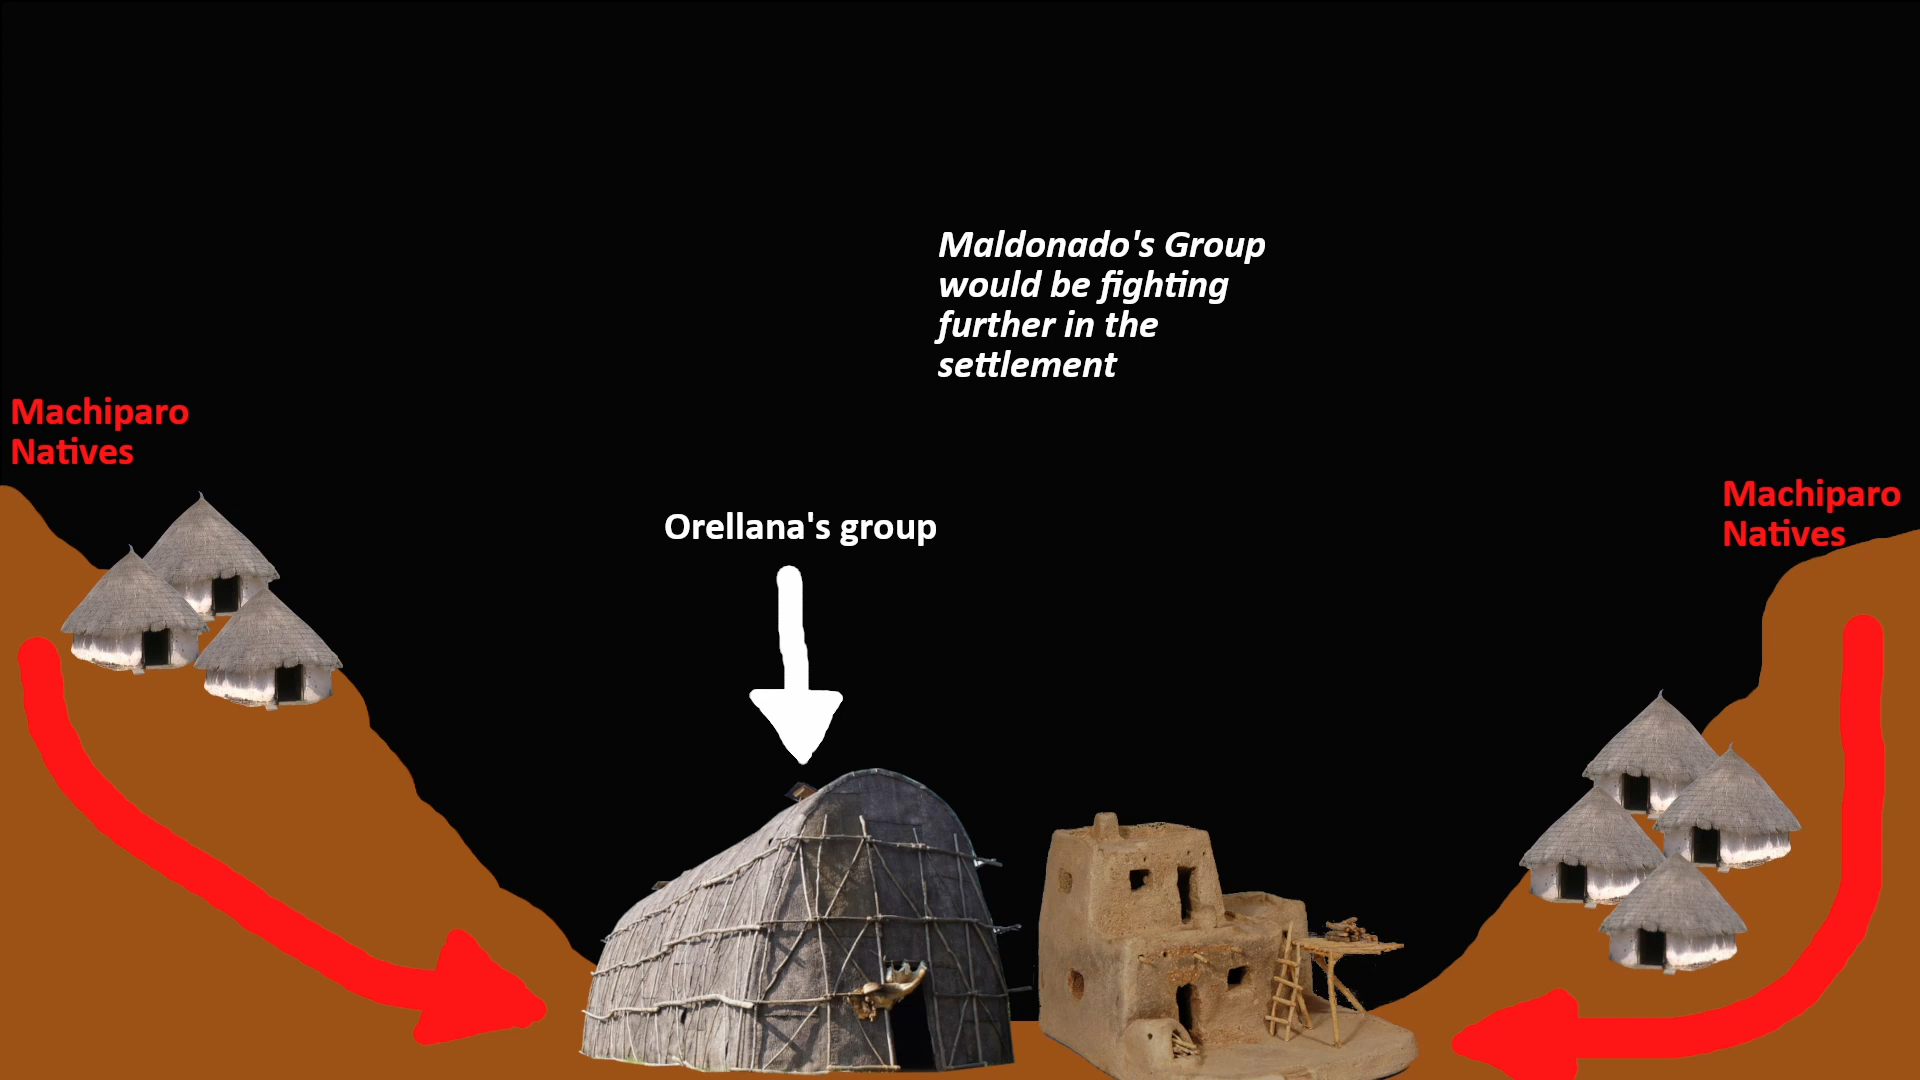 Maldonado's Group
would be fighting
further in the
settlement
Machiparo
Natives
Orellana's group
Machiparo
Natives